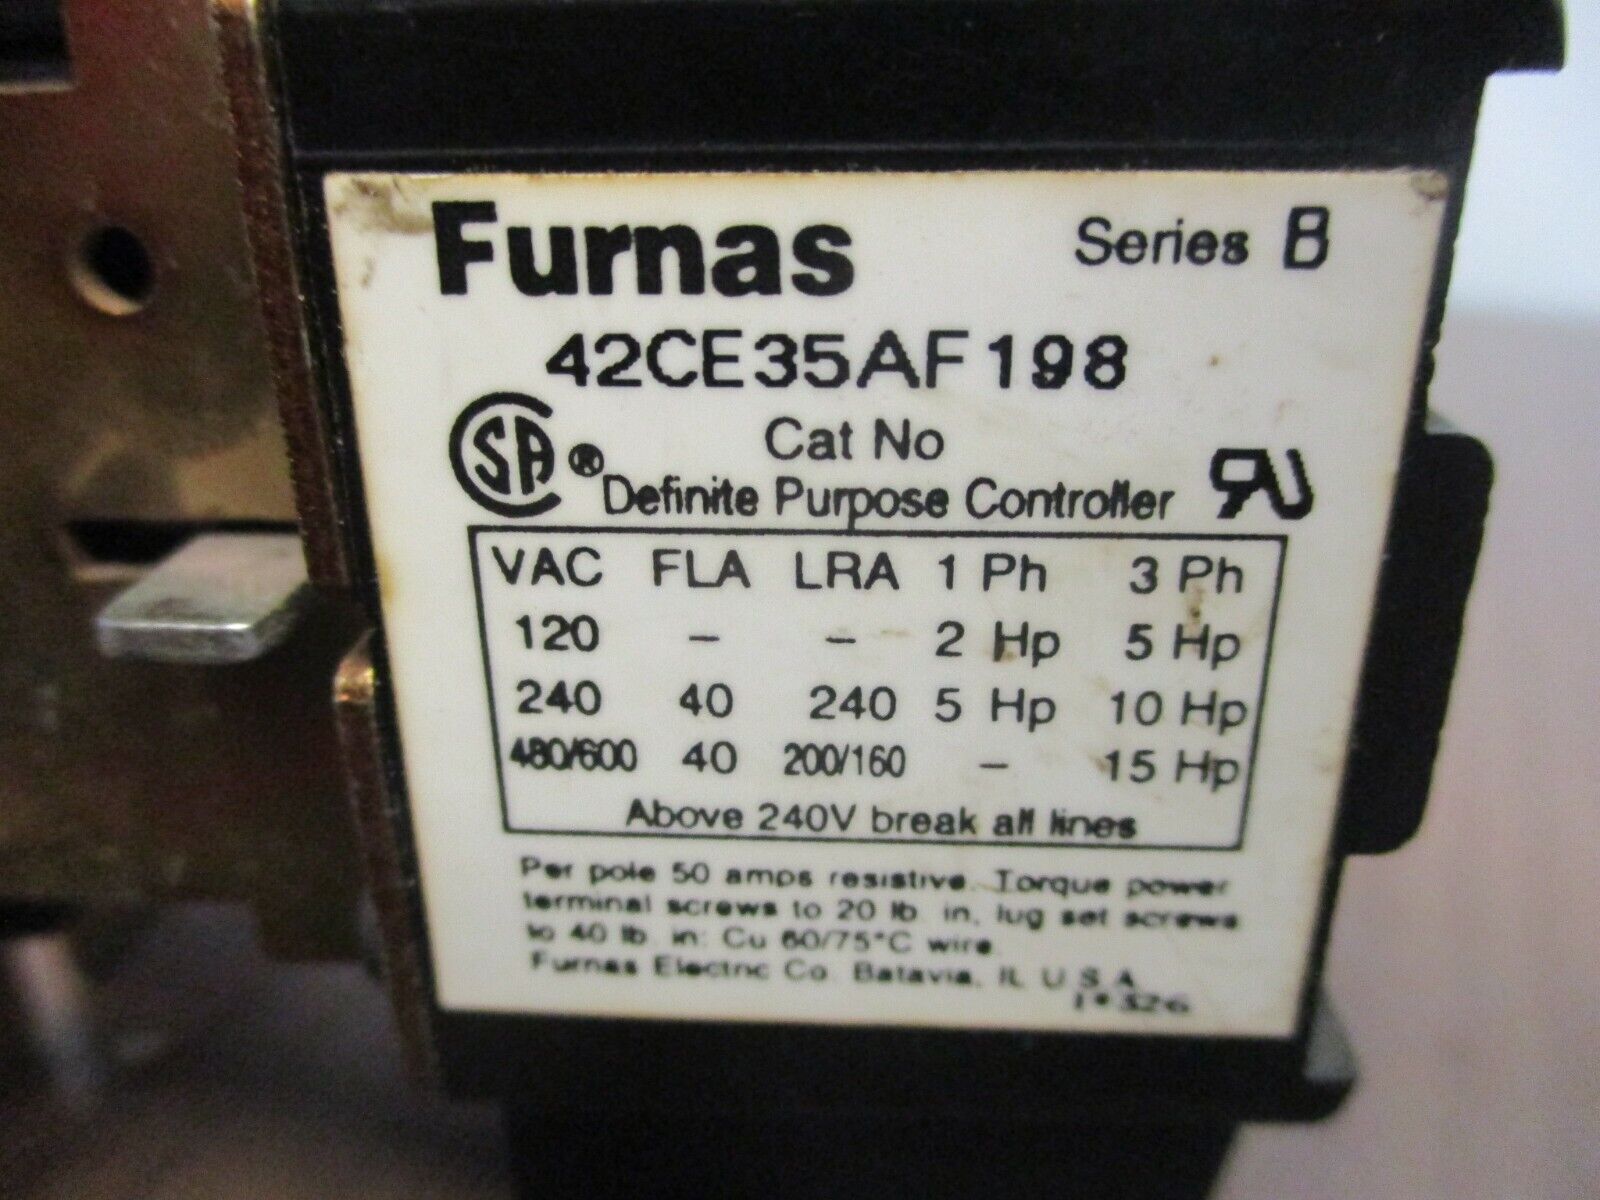 Furnas Series B
42CE35AF198
Cat No
SA ®
Definite Purpose Controller RU
VAC FLA LRA 1 Ph 3 Ph
120 - - 2 Hp 5 Hp
240 40 240 5 Hp 10 Hp
480/600 40 200/160 - 15 Hp
Above 240V break all lines
Per pole 50 amps resistive. Torque power
terminal screws to 20 lb. in, lug set screws
to 40 lb. in: Cu 60/75°C wire.
Furnas Electric Co. Batavia, IL U.S.A.